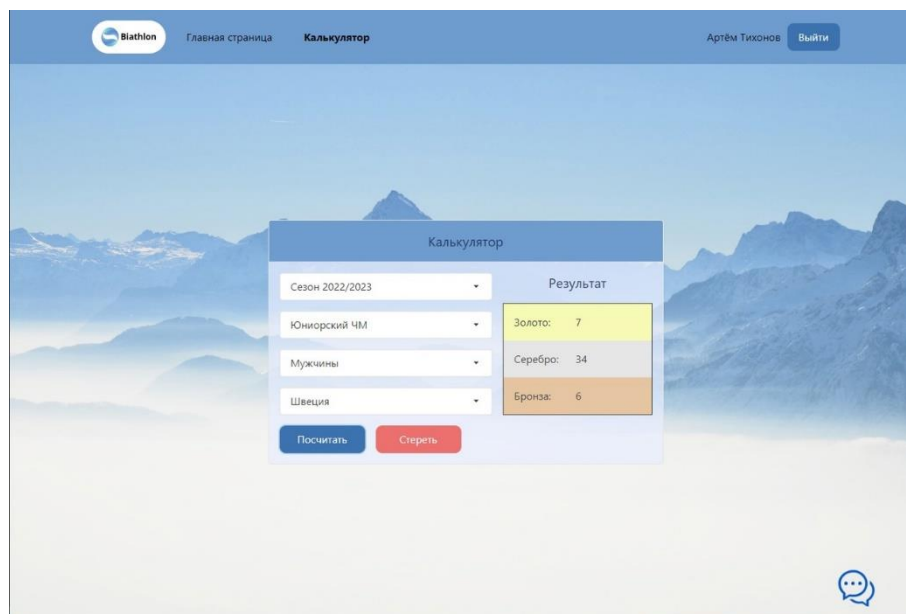 Biathlon Главная страница Калькулятор Артём Тихонов Выйти
Калькулятор
Сезон 2022/2023
Юниорский ЧМ
Мужчины
Швеция
Посчитать Стереть
Результат
Золото: 7
Серебро: 34
Бронза: 6